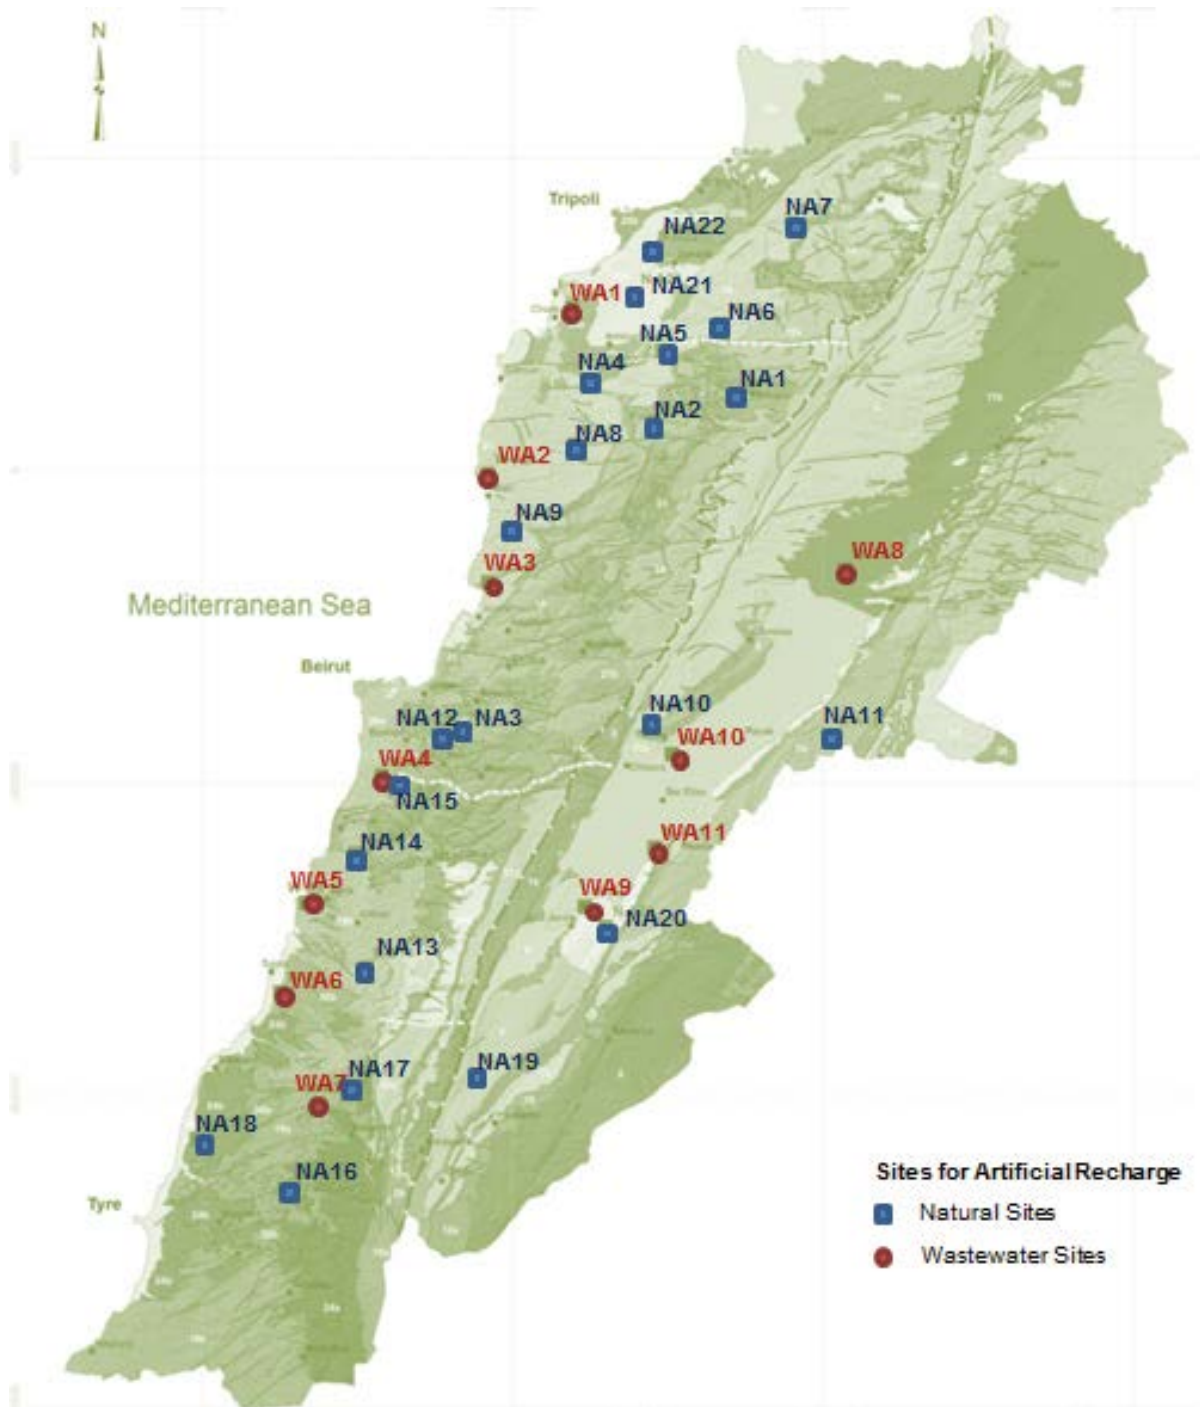 N
Tripoli
NA7
NA22
WA1
NA21
NA6
NA5
NA4
NA1
NA2
NA8
WA2
NA9
WA3
WA8
Mediterranean Sea
Beirut
NA10
NA11
NA12
NA3
WA10
WA4
NA15
WA11
NA14
WA5
WA9
NA20
NA13
WA6
NA19
NA17
WA7
NA18
NA16
Sites for Artificial Recharge
Tyre
Natural Sites
Wastewater Sites